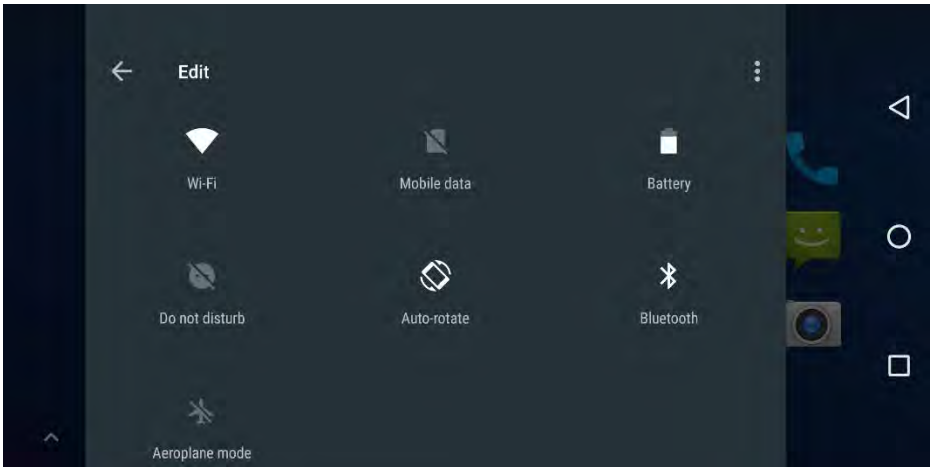 Edit
Wi-Fi
Mobile data
Battery
Do not disturb
Auto-rotate
Bluetooth
Aeroplane mode